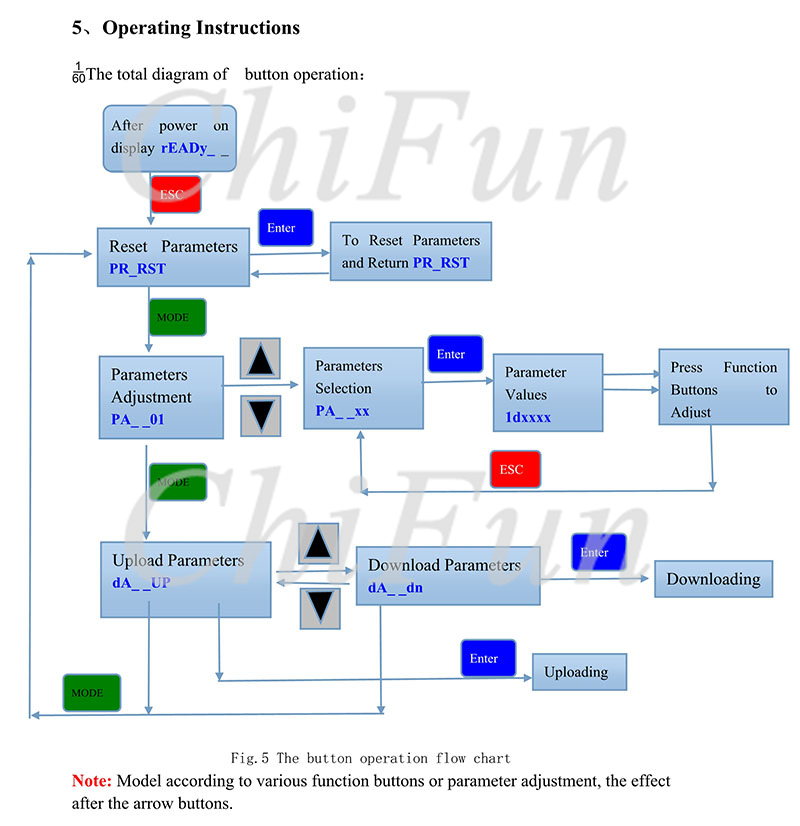 5、Operating Instructions
1
60The total diagram of button operation:
ChiFun
After power on
display rEADy_ _
ESC
Reset Parameters
PR_RST
Enter
To Reset Parameters
and Return PR_RST
MODE
Parameters
Adjustment
PA_ _01
Parameters
Selection
PA_ _xx
Enter
Parameter
Values
1dxxxx
Press Function
Buttons to
Adjust
ESC
MODE
ChiFun
Upload Parameters
dA_ _UP
Download Parameters
dA_ _dn
Enter
Downloading
Enter
Uploading
MODE
Fig.5 The button operation flow chart
Note: Model according to various function buttons or parameter adjustment, the effect
after the arrow buttons.